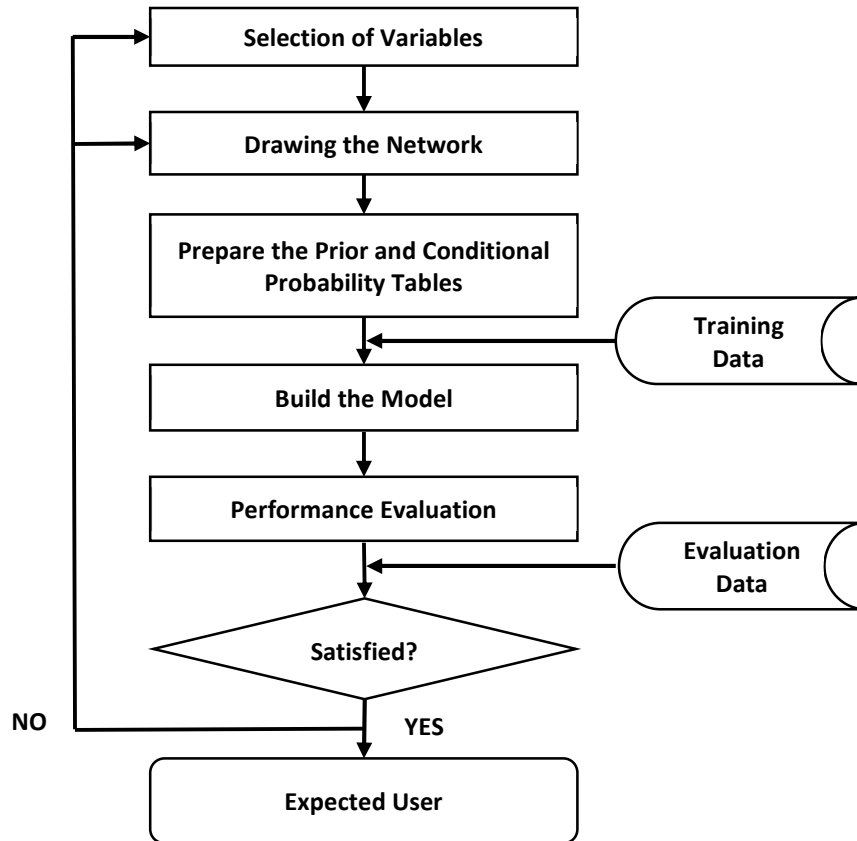 Selection of Variables
Drawing the Network
Prepare the Prior and Conditional
Probability Tables
Training
Data
Build the Model
Performance Evaluation
Evaluation
Data
Satisfied?
NO
YES
Expected User